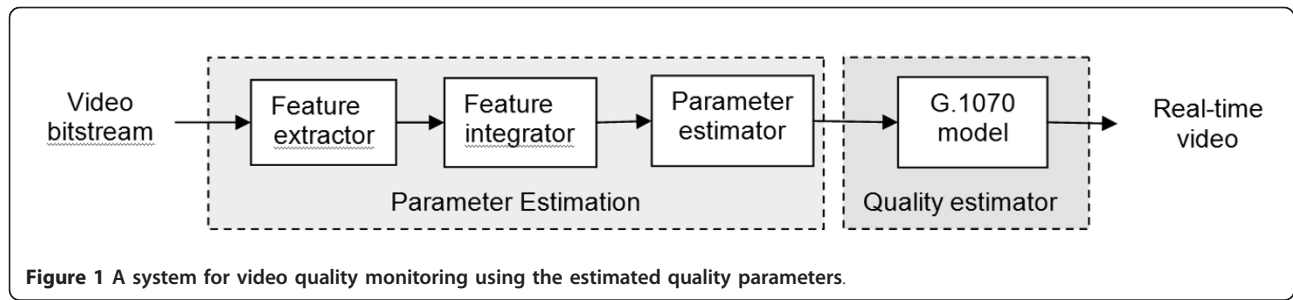 Video
bitstream
Feature
extractor
Feature
integrator
Parameter
estimator
G.1070
model
Real-time
video
Parameter Estimation
Quality estimator
Figure 1 A system for video quality monitoring using the estimated quality parameters.